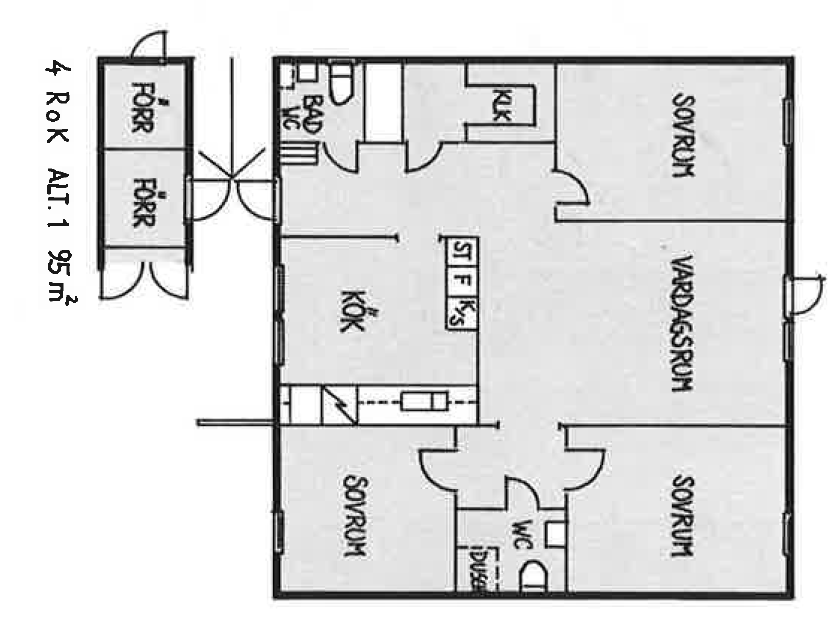 4 RoK ALT. 1 95 m²
FÖRR
FÖRR
BAD
WC
KLK
SOVRUM
ST
F
K/S
KÖK
VARDAGSRUM
SOVRUM
WC
DUSCH
SOVRUM